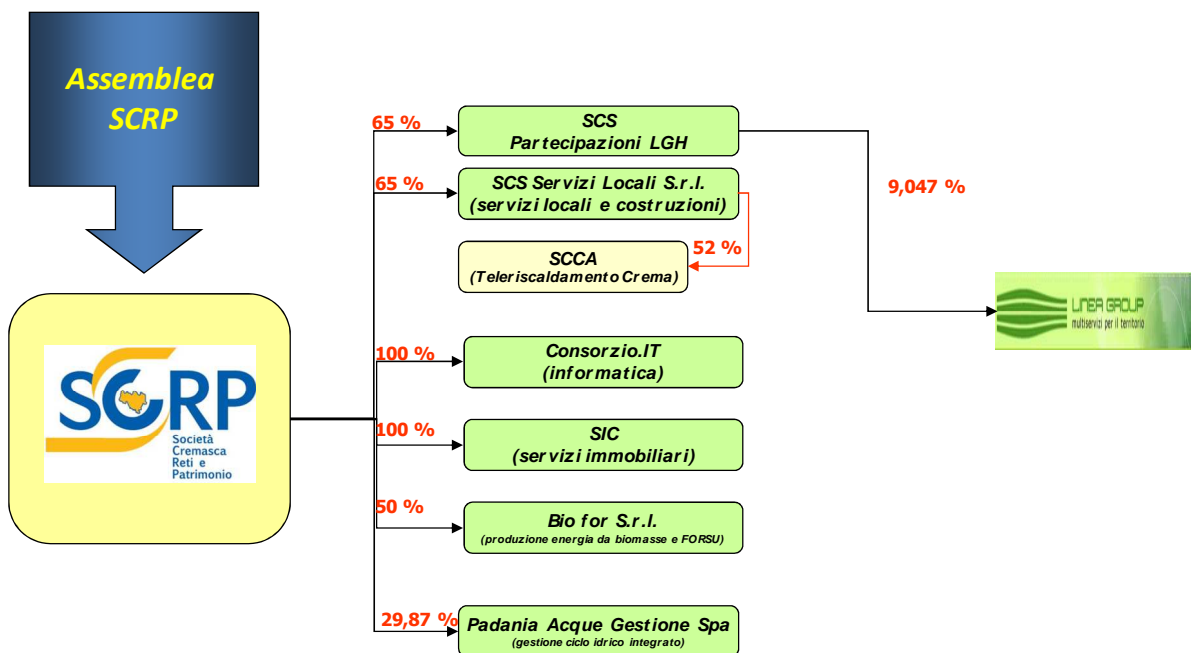 Assemblea
SCRP
65 %
SCS
Partecipazioni LGH
65 %
SCS Servizi Locali S.r.l.
(servizi locali e costruzioni)
9,047 %
52 %
SCCA
(Teleriscaldamento Crema)
LINEA GROUP
multiservizi per il territorio
100 %
Consorzio.IT
(informatica)
SCRP
Società
Cremasca
Reti e
Patrimonio
100 %
SIC
(servizi immobiliari)
50 %
Bio for S.r.l.
(produzione energia da biomasse e FORSU)
29,87 %
Padania Acque Gestione Spa
(gestione ciclo idrico integrato)